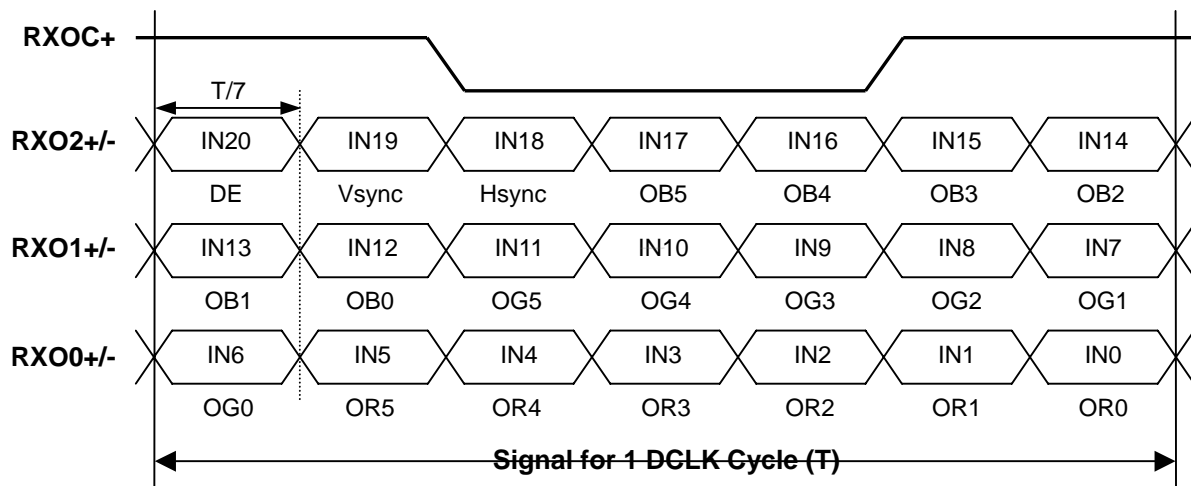 RXOC+
T/7
RXO2+/- IN20 IN19 IN18 IN17 IN16 IN15 IN14
DE Vsync Hsync OB5 OB4 OB3 OB2
RXO1+/- IN13 IN12 IN11 IN10 IN9 IN8 IN7
OB1 OB0 OG5 OG4 OG3 OG2 OG1
RXO0+/- IN6 IN5 IN4 IN3 IN2 IN1 IN0
OG0 OR5 OR4 OR3 OR2 OR1 OR0
Signal for 1 DCLK Cycle (T)